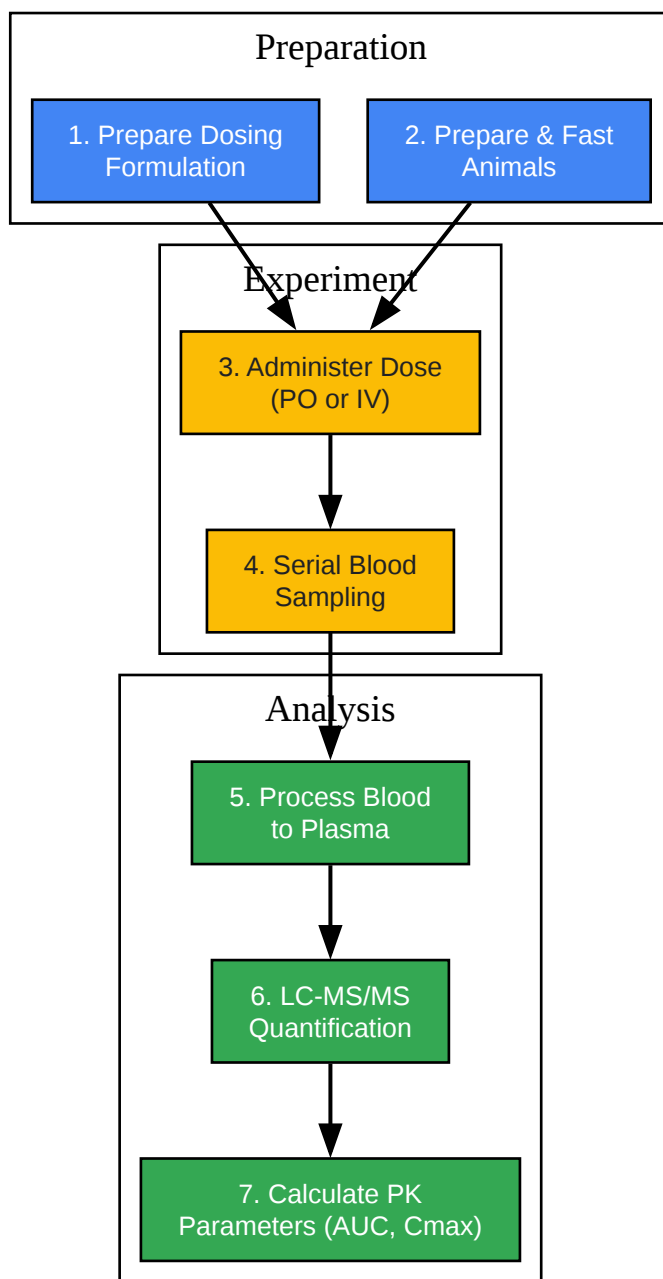 Preparation
1. Prepare Dosing
Formulation
2. Prepare & Fast
Animals
Experiment
3. Administer Dose
(PO or IV)
4. Serial Blood
Sampling
Analysis
5. Process Blood
to Plasma
6. LC-MS/MS
Quantification
7. Calculate PK
Parameters (AUC, Cmax)